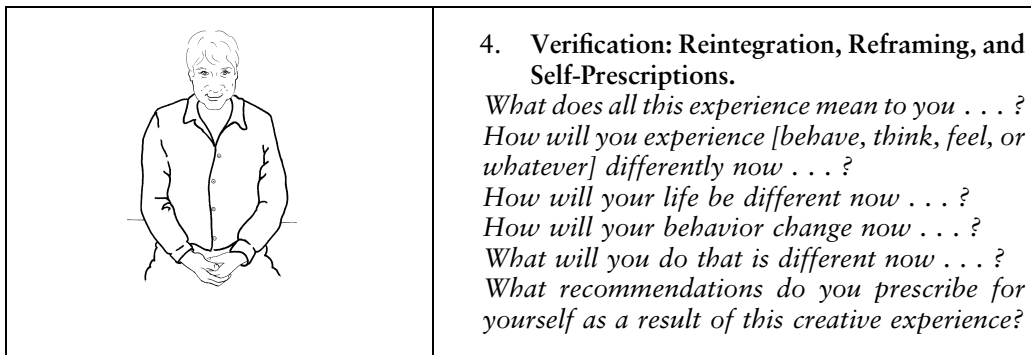 4. Verification: Reintegration, Reframing, and
Self-Prescriptions.
What does all this experience mean to you . . . ?
How will you experience [behave, think, feel, or
whatever] differently now . . . ?
How will your life be different now . . . ?
How will your behavior change now . . . ?
What will you do that is different now . . . ?
What recommendations do you prescribe for
yourself as a result of this creative experience?